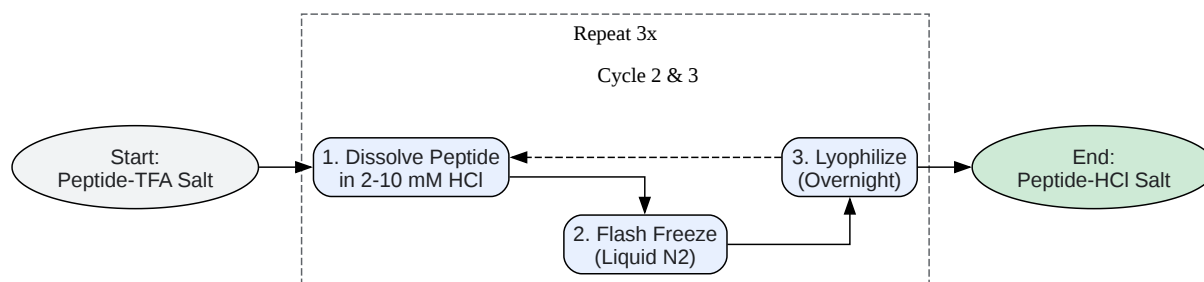 Repeat 3x
Cycle 2 & 3
Start:
Peptide-TFA Salt
1. Dissolve Peptide
in 2-10 mM HCl
2. Flash Freeze
(Liquid N2)
3. Lyophilize
(Overnight)
End:
Peptide-HCl Salt